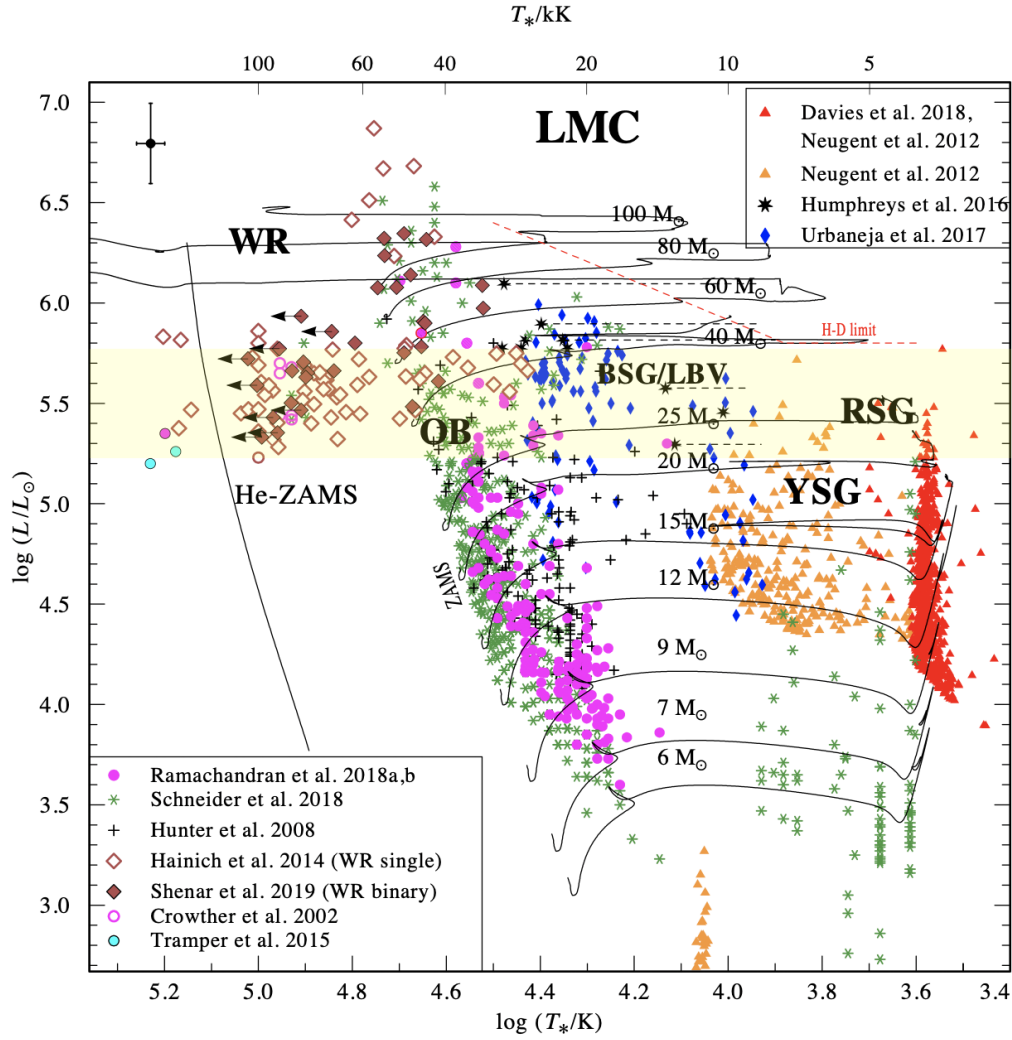 T*/kK
100
60
40
20
10
5
LMC
Davies et al. 2018,
Neugent et al. 2012
Neugent et al. 2012
Humphreys et al. 2016
Urbaneja et al. 2017
7.0
6.5
6.0
5.5
5.0
4.5
4.0
3.5
3.0
log (L/L⊙)
WR
100 M⊙
80 M⊙
60 M⊙
H-D limit
40 M⊙
BSG/LBV
25 M⊙
RSG
OB
20 M⊙
He-ZAMS
YSG
15 M⊙
ZAMS
12 M⊙
9 M⊙
7 M⊙
6 M⊙
Ramachandran et al. 2018a,b
Schneider et al. 2018
Hunter et al. 2008
Hainich et al. 2014 (WR single)
Shenar et al. 2019 (WR binary)
Crowther et al. 2002
Tramper et al. 2015
5.2
5.0
4.8
4.6
4.4
4.2
4.0
3.8
3.6
3.4
log (T*/K)